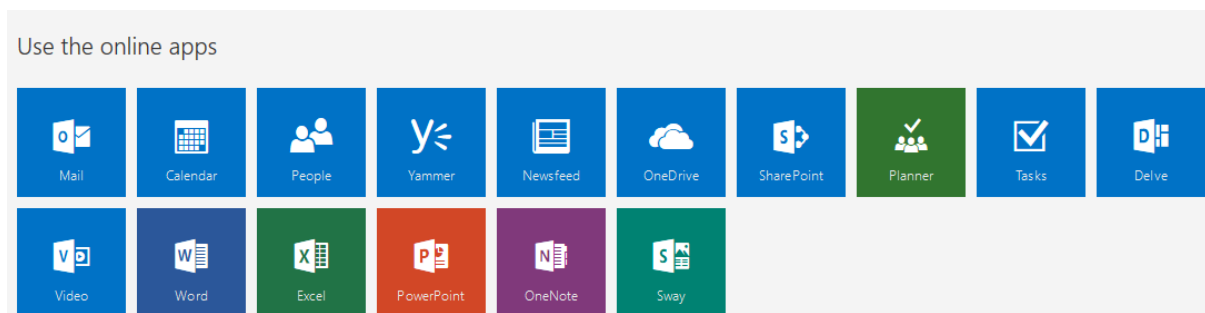 Use the online apps
Mail Calendar People Yammer Newsfeed OneDrive SharePoint Planner Tasks Delve
Video Word Excel PowerPoint OneNote Sway